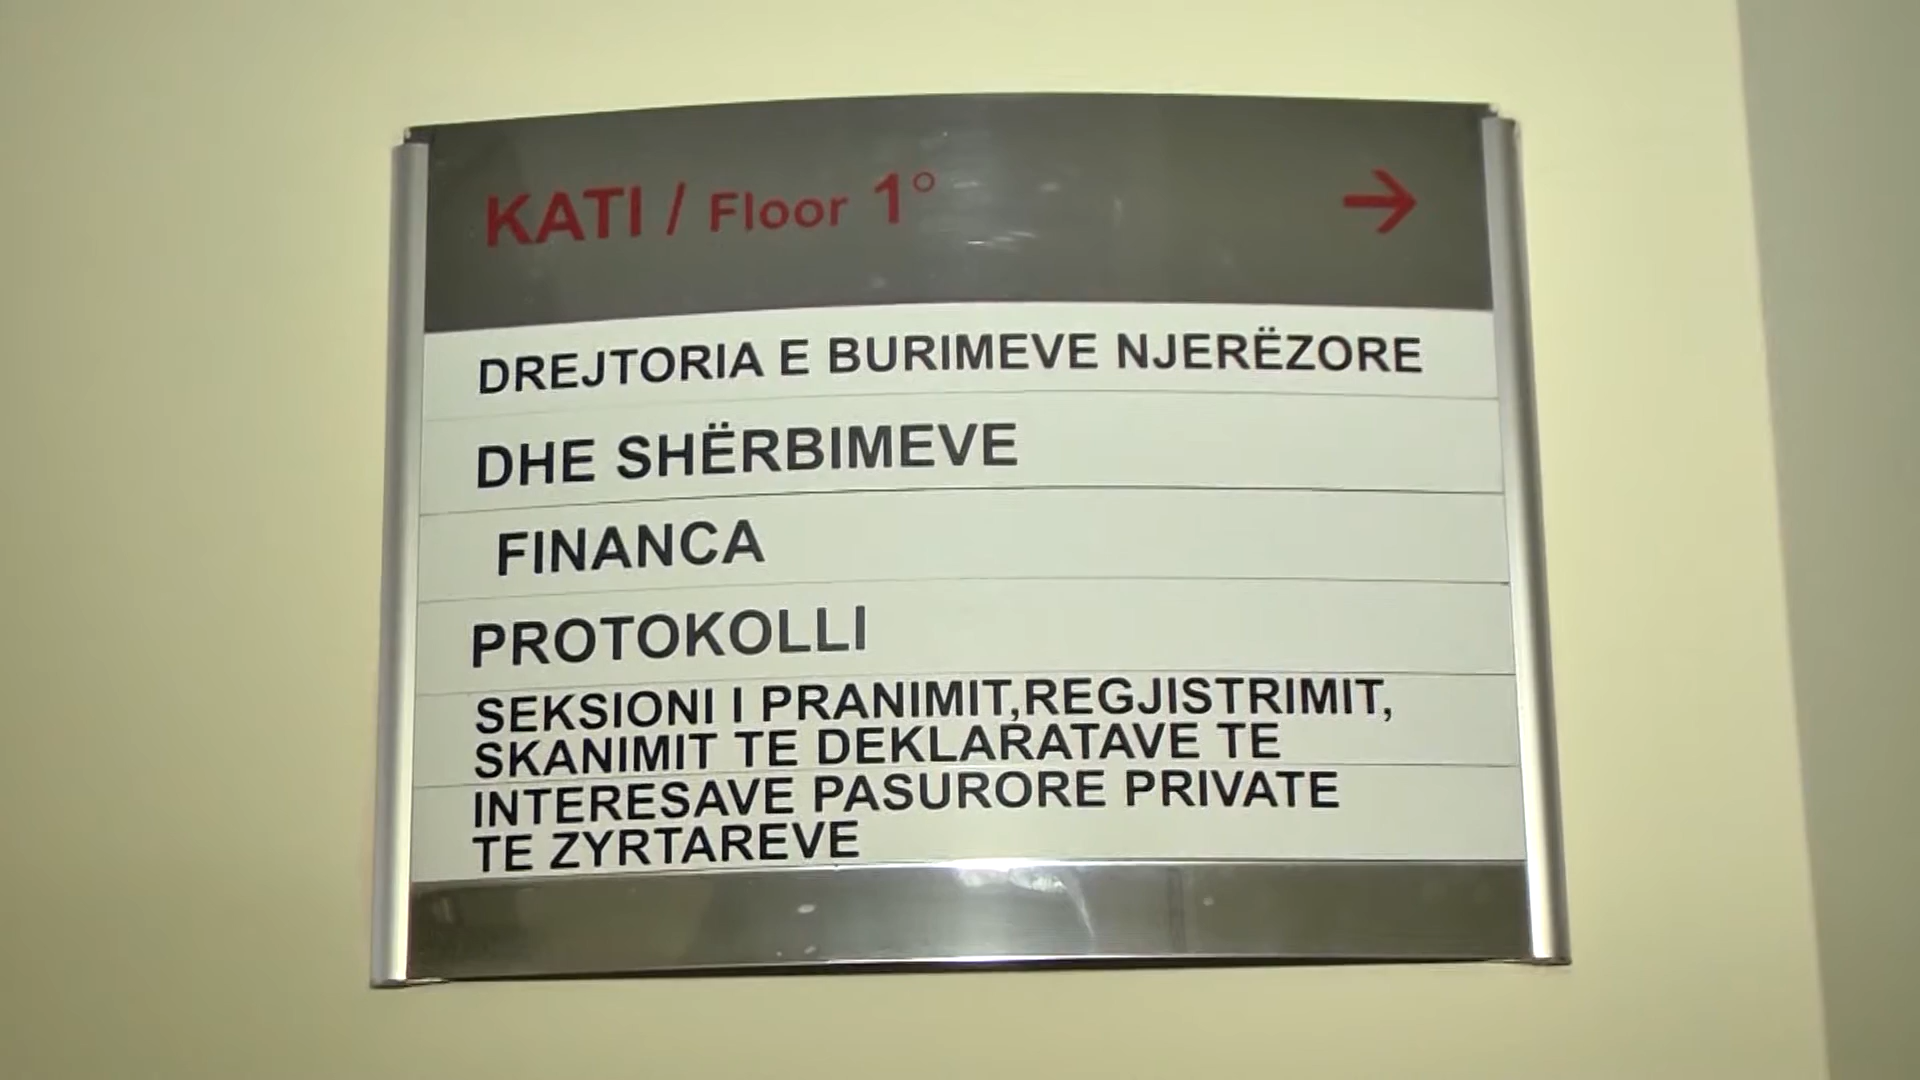 KATI / Floor 1° →
DREJTORIA E BURIMEVE NJERËZORE
DHE SHËRBIMEVE
FINANCA
PROTOKOLLI
SEKSIONI I PRANIMIT,REGJISTRIMIT,
SKANIMIT TE DEKLARATAVE TE
INTERESAVE PASURORE PRIVATE
TE ZYRTAREVE